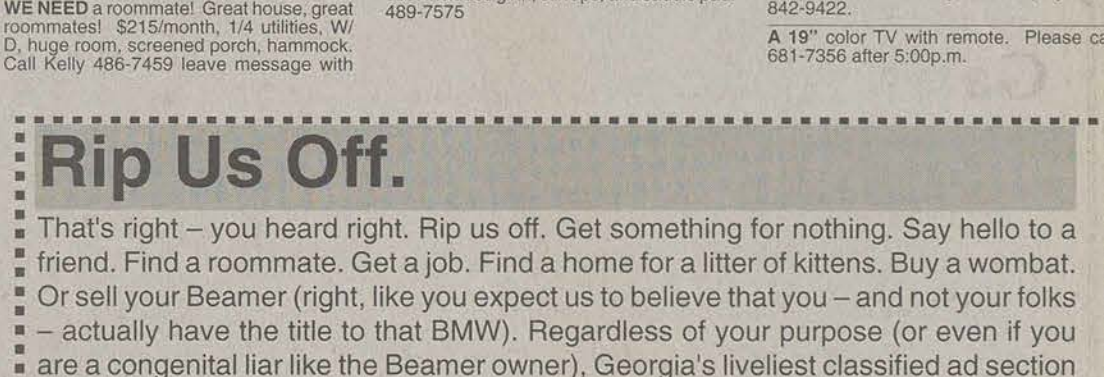 WE NEED a roommate! Great house, great
roommates! $215/month, 1/4 utilities, W/
D, huge room, screened porch, hammock.
Call Kelly 486-7459 leave message with
489-7575
842-9422.
A 19" color TV with remote. Please ca
681-7356 after 5:00p.m.
Rip Us Off.
That's right – you heard right. Rip us off. Get something for nothing. Say hello to a
friend. Find a roommate. Get a job. Find a home for a litter of kittens. Buy a wombat.
Or sell your Beamer (right, like you expect us to believe that you – and not your folks
– actually have the title to that BMW). Regardless of your purpose (or even if you
are a congenital liar like the Beamer owner), Georgia's liveliest classified ad section